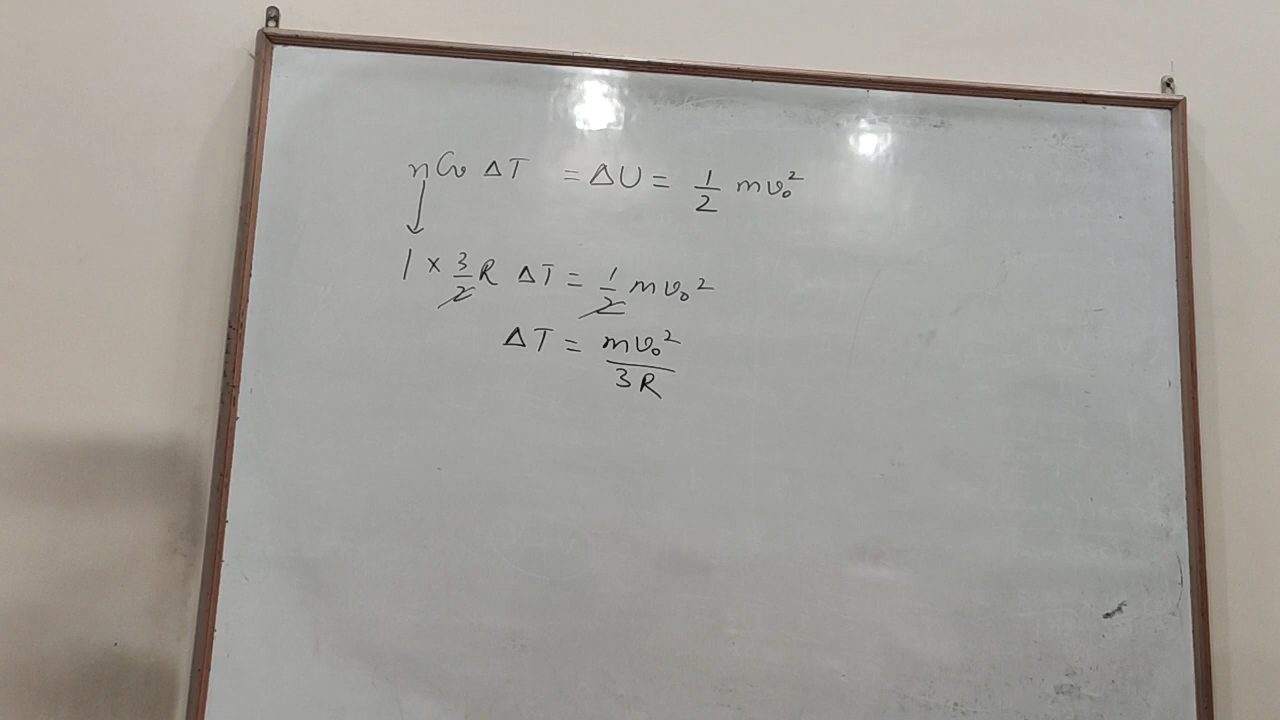 nCv ΔT = ΔU = 1/2 mv₀²
↓
1 × 3/2 R ΔT = 1/2 mv₀²
ΔT = mv₀²/3R